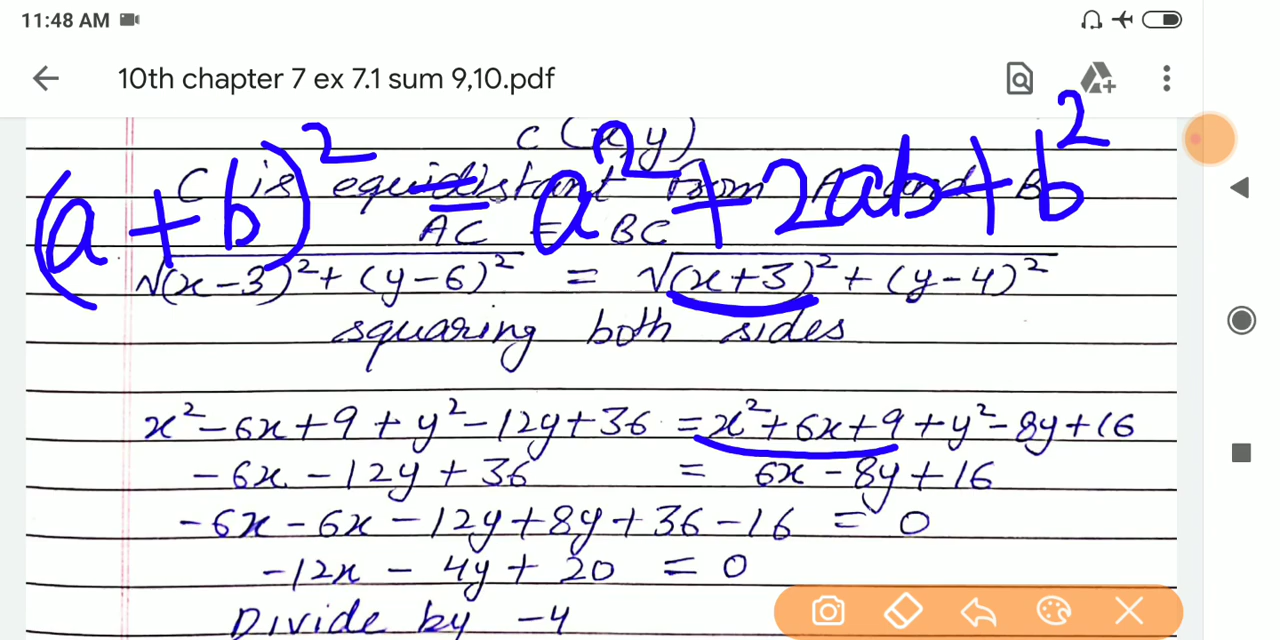 11:48 AM
10th chapter 7 ex 7.1 sum 9,10.pdf
C(x,y)
C is equidistant from A and B
(a+b)² = a²+2ab+b²
AC = BC
√(x-3)²+(y-6)² = √(x+3)²+(y-4)²
squaring both sides
x²-6x+9+y²-12y+36 = x²+6x+9+y²-8y+16
-6x-12y+36 = 6x-8y+16
-6x-6x-12y+8y+36-16 = 0
-12x-4y+20 = 0
Divide by -4